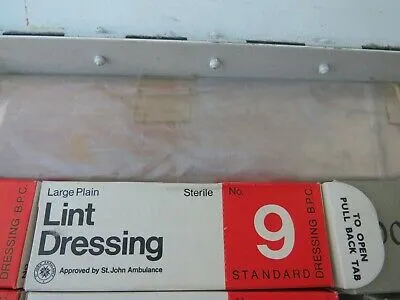 Large Plain Sterile
Lint
Dressing
Approved by St. John Ambulance
No.
9
STANDARD
DRESSING B.P.C.
TO OPEN
PULL BACK TAB
DRESSING B.P.C.